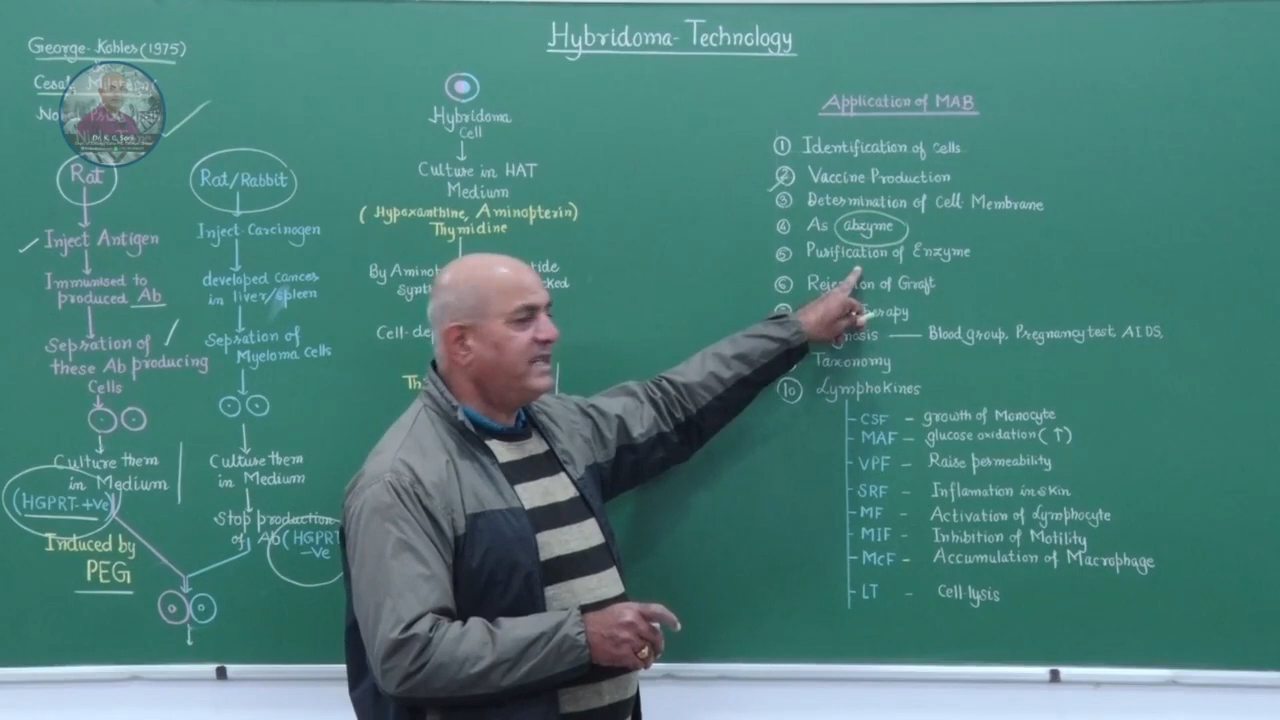 Hybridoma-Technology
George-Kohler (1975)
Rat
Inject Antigen
Immunised to
produced Ab
Sepration of
these Ab producing
Cells
Culture them
in Medium
(HGPRT-+Ve)
Induced by
PEG
Rat/Rabbit
Inject Carcinogen
developed cancer
in liver/spleen
Sepration of
Myeloma cells
Culture them
in Medium
Stop production
of Ab (HGPRT
-Ve
Hybridoma
Cell
Culture in HAT
Medium
(Hypoxanthine, Aminopterin)
Thymidine
Application of MAB
① Identification of cells
② Vaccine Production
③ Determination of Cell Membrane
④ As abzyme
⑤ Purification of Enzyme
⑥ of Graft
Blood group, Pregnancy test, AIDS,
Taxonomy
⑩ Lymphokines
CSF - growth of Monocyte
MAF - glucose oxidation (↑)
VPF - Raise permeability
SRF - Inflamation in skin
MF - Activation of Lymphocyte
MIF - Inhibition of Motility
McF - Accumulation of Macrophage
LT - Cell lysis